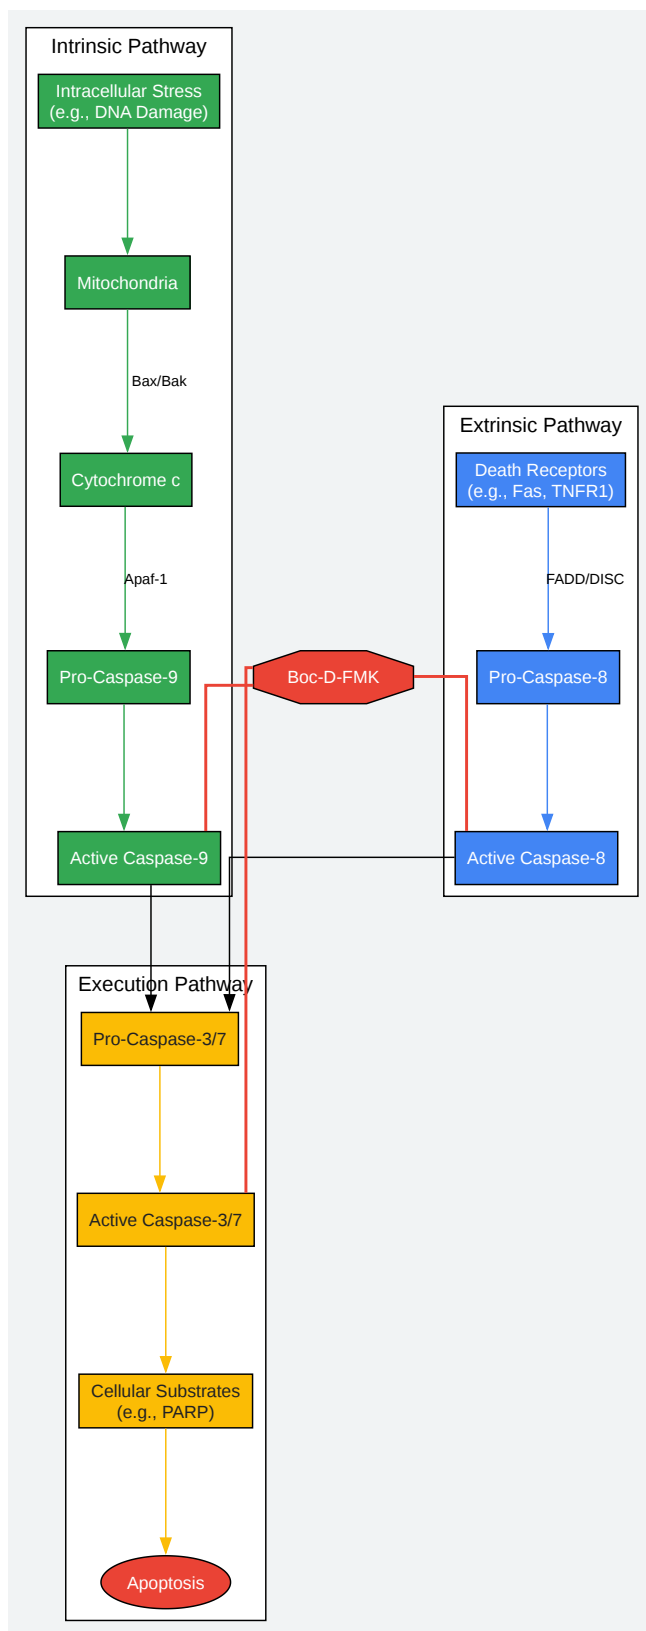 Intrinsic Pathway
Intracellular Stress
(e.g., DNA Damage)
Mitochondria
Bax/Bak
Cytochrome c
Apaf-1
Pro-Caspase-9
Active Caspase-9
Extrinsic Pathway
Death Receptors
(e.g., Fas, TNFR1)
FADD/DISC
Pro-Caspase-8
Active Caspase-8
Boc-D-FMK
Execution Pathway
Pro-Caspase-3/7
Active Caspase-3/7
Cellular Substrates
(e.g., PARP)
Apoptosis